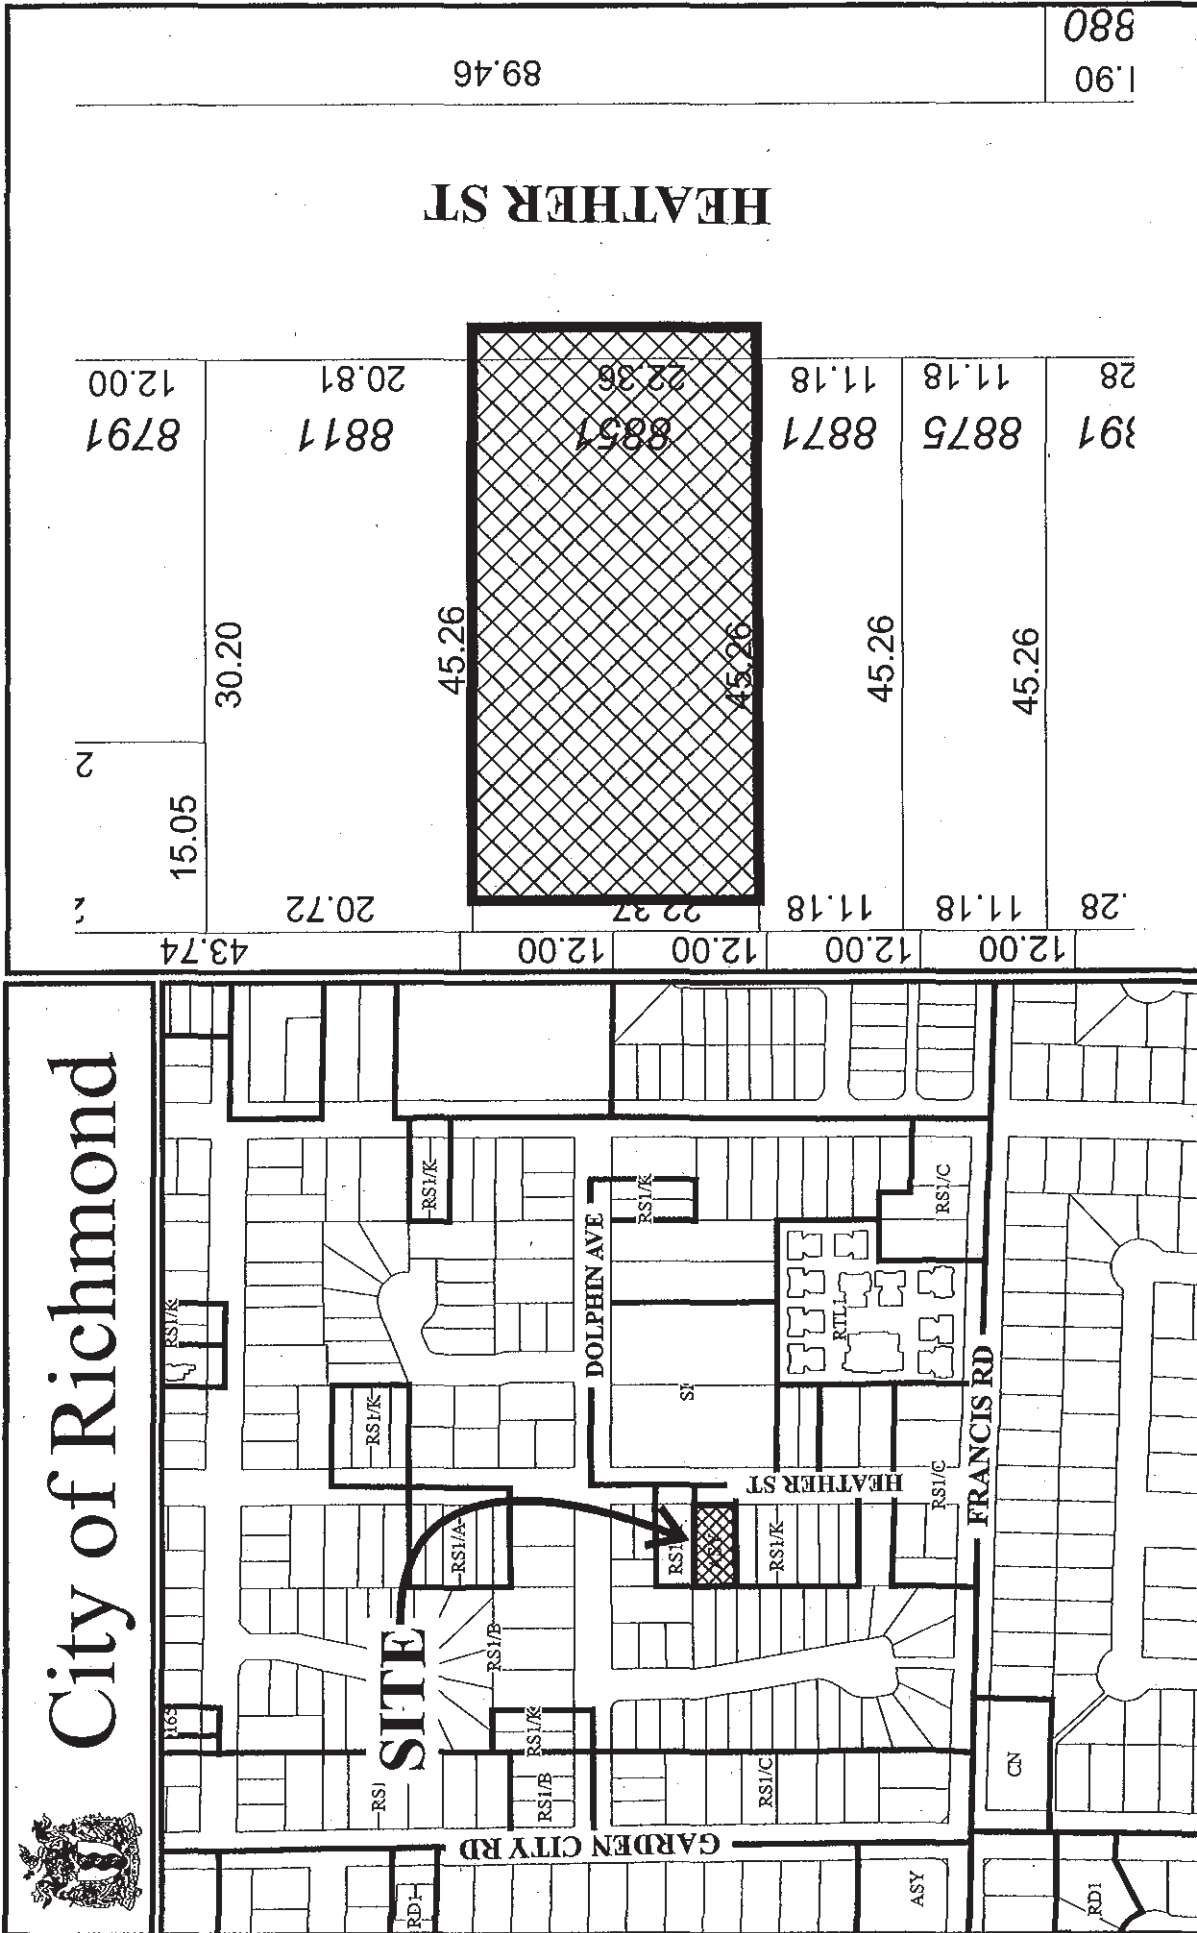 City of Richmond
RS1/K
RS1/K
RS1/K
RS1/A
RS1/B
165
RS1/K
RS1/B
RD1
SITE
DOLPHIN AVE
RS1/K
RTL1
RS1/C
HEATHER ST
RS1/K
RS1/C
RS1/C
FRANCIS RD
GARDEN CITY RD
ASY
CN
RD1
89.46
880
1.90
HEATHER ST
12.00
20.81
22.36
11.18
11.18
28
8791
8811
8851
8871
8875
391
30.20
45.26
45.26
45.26
45.26
15.05
2
20.72
22.37
11.18
11.18
.28
43.74
12.00
12.00
12.00
12.00